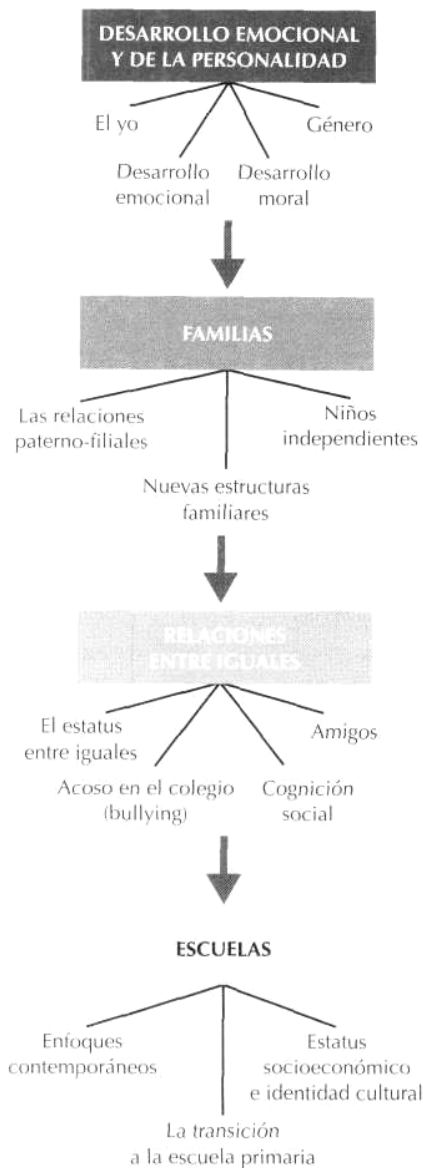 DESARROLLO EMOCIONAL
Y DE LA PERSONALIDAD
El yo
Género
Desarrollo
emocional
Desarrollo
moral
FAMILIAS
Las relaciones
paterno-filiales
Niños
independientes
Nuevas estructuras
familiares
RELACIONES
ENTRE IGUALES
El estatus
entre iguales
Amigos
Acoso en el colegio
(bullying)
Cognición
social
ESCUELAS
Enfoques
contemporáneos
Estatus
socioeconómico
e identidad cultural
La transición
a la escuela primaria